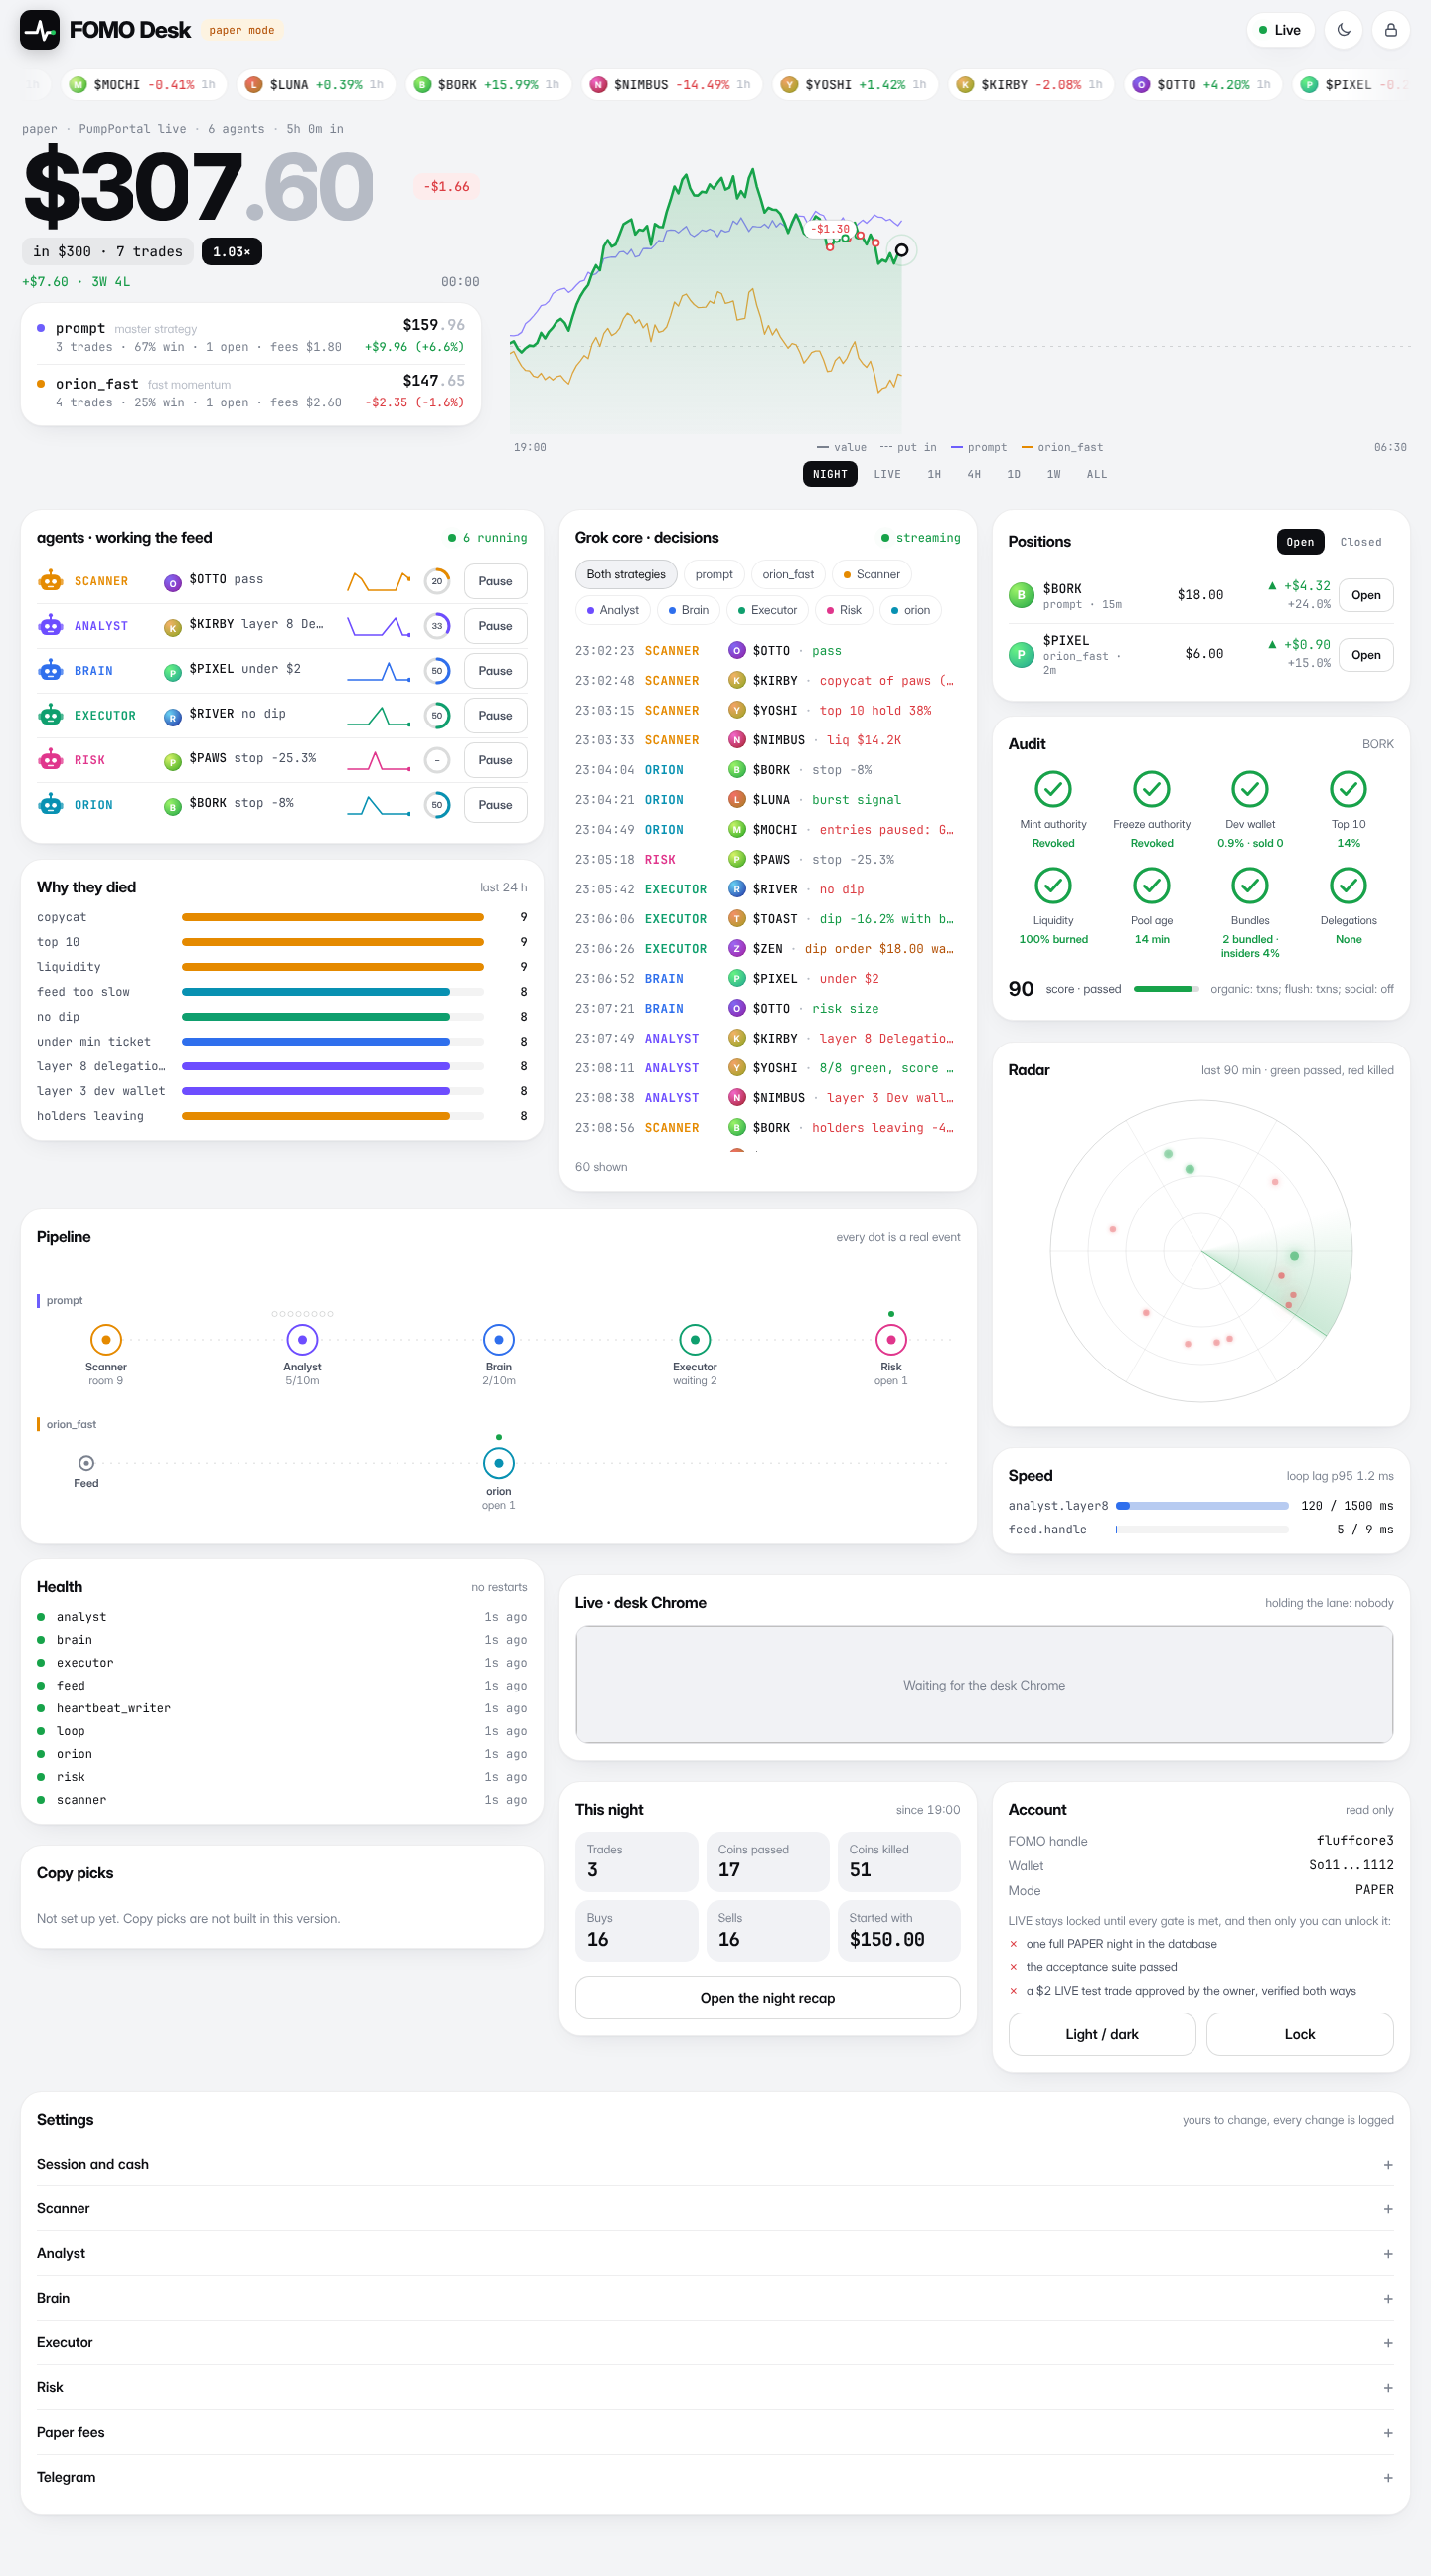 FOMO Desk paper mode
Live
1h M $MOCHI -0.41% 1h L $LUNA +0.39% 1h B $BORK +15.99% 1h N $NIMBUS -14.49% 1h Y $YOSHI +1.42% 1h K $KIRBY -2.08% 1h O $OTTO +4.20% 1h P $PIXEL -0.2
paper · PumpPortal live · 6 agents · 5h 0m in
$307.60
-$1.66
in $300 · 7 trades 1.03×
+$7.60 · 3W 4L 00:00
prompt master strategy $159.96
3 trades · 67% win · 1 open · fees $1.80 +$9.96 (+6.6%)
orion_fast fast momentum $147.65
4 trades · 25% win · 1 open · fees $2.60 -$2.35 (-1.6%)
-$1.30
19:00 value put in prompt orion_fast 06:30
NIGHT LIVE 1H 4H 1D 1W ALL
agents · working the feed 6 running
SCANNER O $OTTO pass 20 Pause
ANALYST K $KIRBY layer 8 De… 33 Pause
BRAIN P $PIXEL under $2 50 Pause
EXECUTOR R $RIVER no dip 50 Pause
RISK P $PAWS stop -25.3% – Pause
ORION B $BORK stop -8% 50 Pause
Why they died last 24 h
copycat 9
top 10 9
liquidity 9
feed too slow 8
no dip 8
under min ticket 8
layer 8 delegatio… 8
layer 3 dev wallet 8
holders leaving 8
Grok core · decisions streaming
Both strategies prompt orion_fast Scanner
Analyst Brain Executor Risk orion
23:02:23 SCANNER O $OTTO · pass
23:02:48 SCANNER K $KIRBY · copycat of paws (…
23:03:15 SCANNER Y $YOSHI · top 10 hold 38%
23:03:33 SCANNER N $NIMBUS · liq $14.2K
23:04:04 ORION B $BORK · stop -8%
23:04:21 ORION L $LUNA · burst signal
23:04:49 ORION M $MOCHI · entries paused: G…
23:05:18 RISK P $PAWS · stop -25.3%
23:05:42 EXECUTOR R $RIVER · no dip
23:06:06 EXECUTOR T $TOAST · dip -16.2% with b…
23:06:26 EXECUTOR Z $ZEN · dip order $18.00 wa…
23:06:52 BRAIN P $PIXEL · under $2
23:07:21 BRAIN O $OTTO · risk size
23:07:49 ANALYST K $KIRBY · layer 8 Delegatio…
23:08:11 ANALYST Y $YOSHI · 8/8 green, score …
23:08:38 ANALYST N $NIMBUS · layer 3 Dev wall…
23:08:56 SCANNER B $BORK · holders leaving -4…
60 shown
Positions Open Closed
B $BORK $18.00 ▲ +$4.32 Open
prompt · 15m +24.0%
P $PIXEL $6.00 ▲ +$0.90 Open
orion_fast · +15.0%
2m
Audit BORK
Mint authority Freeze authority Dev wallet Top 10
Revoked Revoked 0.9% · sold 0 14%
Liquidity Pool age Bundles Delegations
100% burned 14 min 2 bundled · None
insiders 4%
90 score · passed organic: txns; flush: txns; social: off
Radar last 90 min · green passed, red killed
Pipeline every dot is a real event
prompt
Scanner Analyst Brain Executor Risk
room 9 5/10m 2/10m waiting 2 open 1
orion_fast
Feed orion
open 1
Speed loop lag p95 1.2 ms
analyst.layer8 120 / 1500 ms
feed.handle 5 / 9 ms
Health no restarts
analyst 1s ago
brain 1s ago
executor 1s ago
feed 1s ago
heartbeat_writer 1s ago
loop 1s ago
orion 1s ago
risk 1s ago
scanner 1s ago
Copy picks
Not set up yet. Copy picks are not built in this version.
Live · desk Chrome holding the lane: nobody
Waiting for the desk Chrome
This night since 19:00
Trades Coins passed Coins killed
3 17 51
Buys Sells Started with
16 16 $150.00
Open the night recap
Account read only
FOMO handle fluffcore3
Wallet So11...1112
Mode PAPER
LIVE stays locked until every gate is met, and then only you can unlock it:
× one full PAPER night in the database
× the acceptance suite passed
× a $2 LIVE test trade approved by the owner, verified both ways
Light / dark Lock
Settings yours to change, every change is logged
Session and cash +
Scanner +
Analyst +
Brain +
Executor +
Risk +
Paper fees +
Telegram +